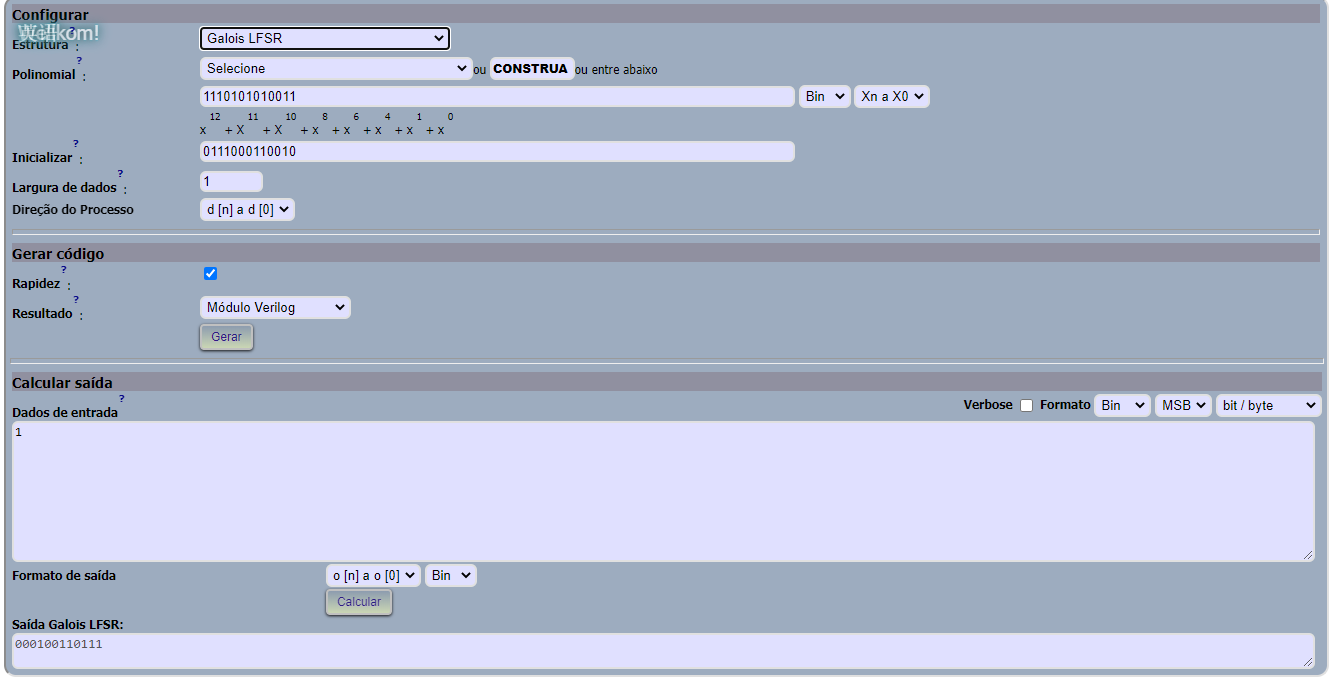 Configurar
Estrutura ? :
Galois LFSR
Polinomial ? :
Selecione ou CONSTRUA ou entre abaixo
1110101010011 Bin Xn a X0
x^12 + X^11 + X^10 + x^8 + x^6 + x^4 + x^1 + x^0
Inicializar ? :
0111000110010
Largura de dados ? :
1
Direção do Processo d [n] a d [0]
Gerar código
Rapidez ? :
Resultado ? :
Módulo Verilog
Gerar
Calcular saída
Dados de entrada ?
Verbose Formato Bin MSB bit / byte
1
Formato de saída o [n] a o [0] Bin
Calcular
Saída Galois LFSR:
000100110111